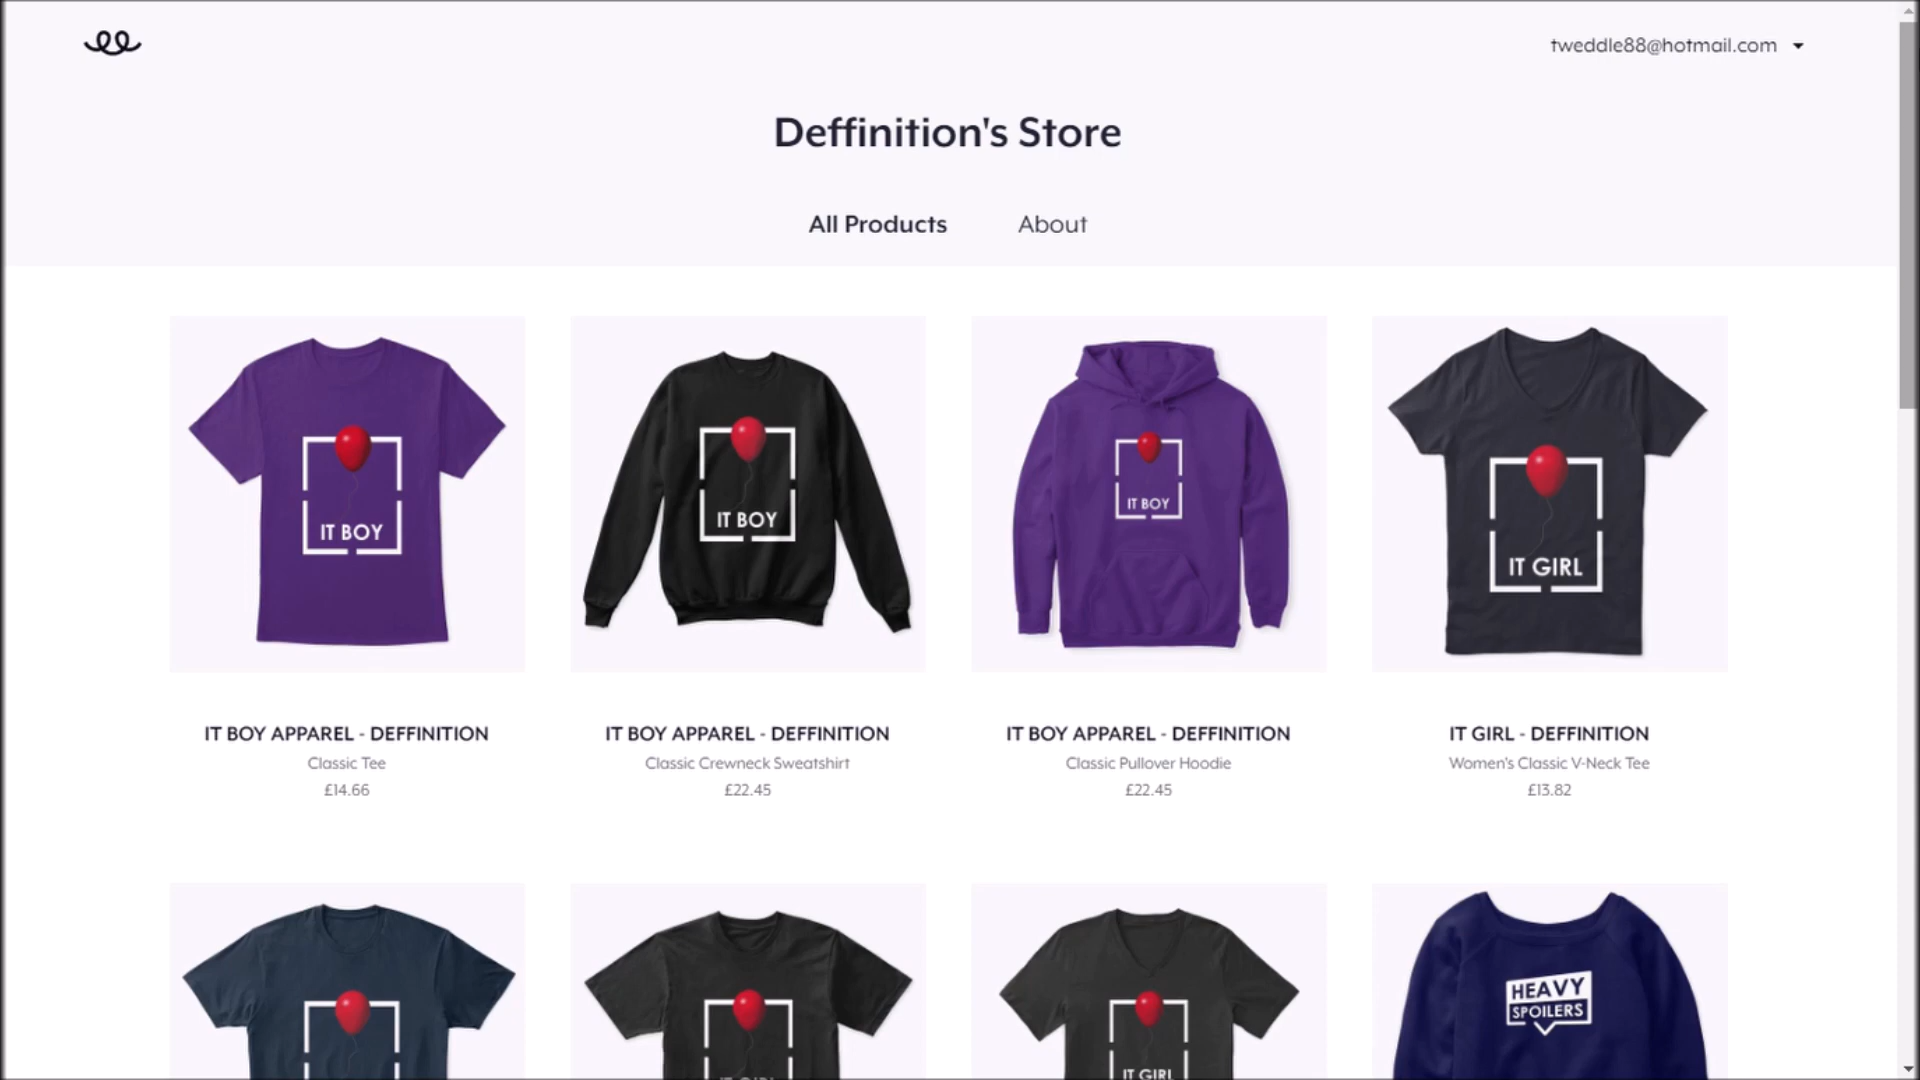 tweddle88@hotmail.com
Deffinition's Store
All Products About
IT BOY
IT BOY
IT BOY
IT GIRL
IT BOY APPAREL - DEFFINITION
Classic Tee
£14.66
IT BOY APPAREL - DEFFINITION
Classic Crewneck Sweatshirt
£22.45
IT BOY APPAREL - DEFFINITION
Classic Pullover Hoodie
£22.45
IT GIRL - DEFFINITION
Women's Classic V-Neck Tee
£13.82
IT GIRL
HEAVY
SPOILERS